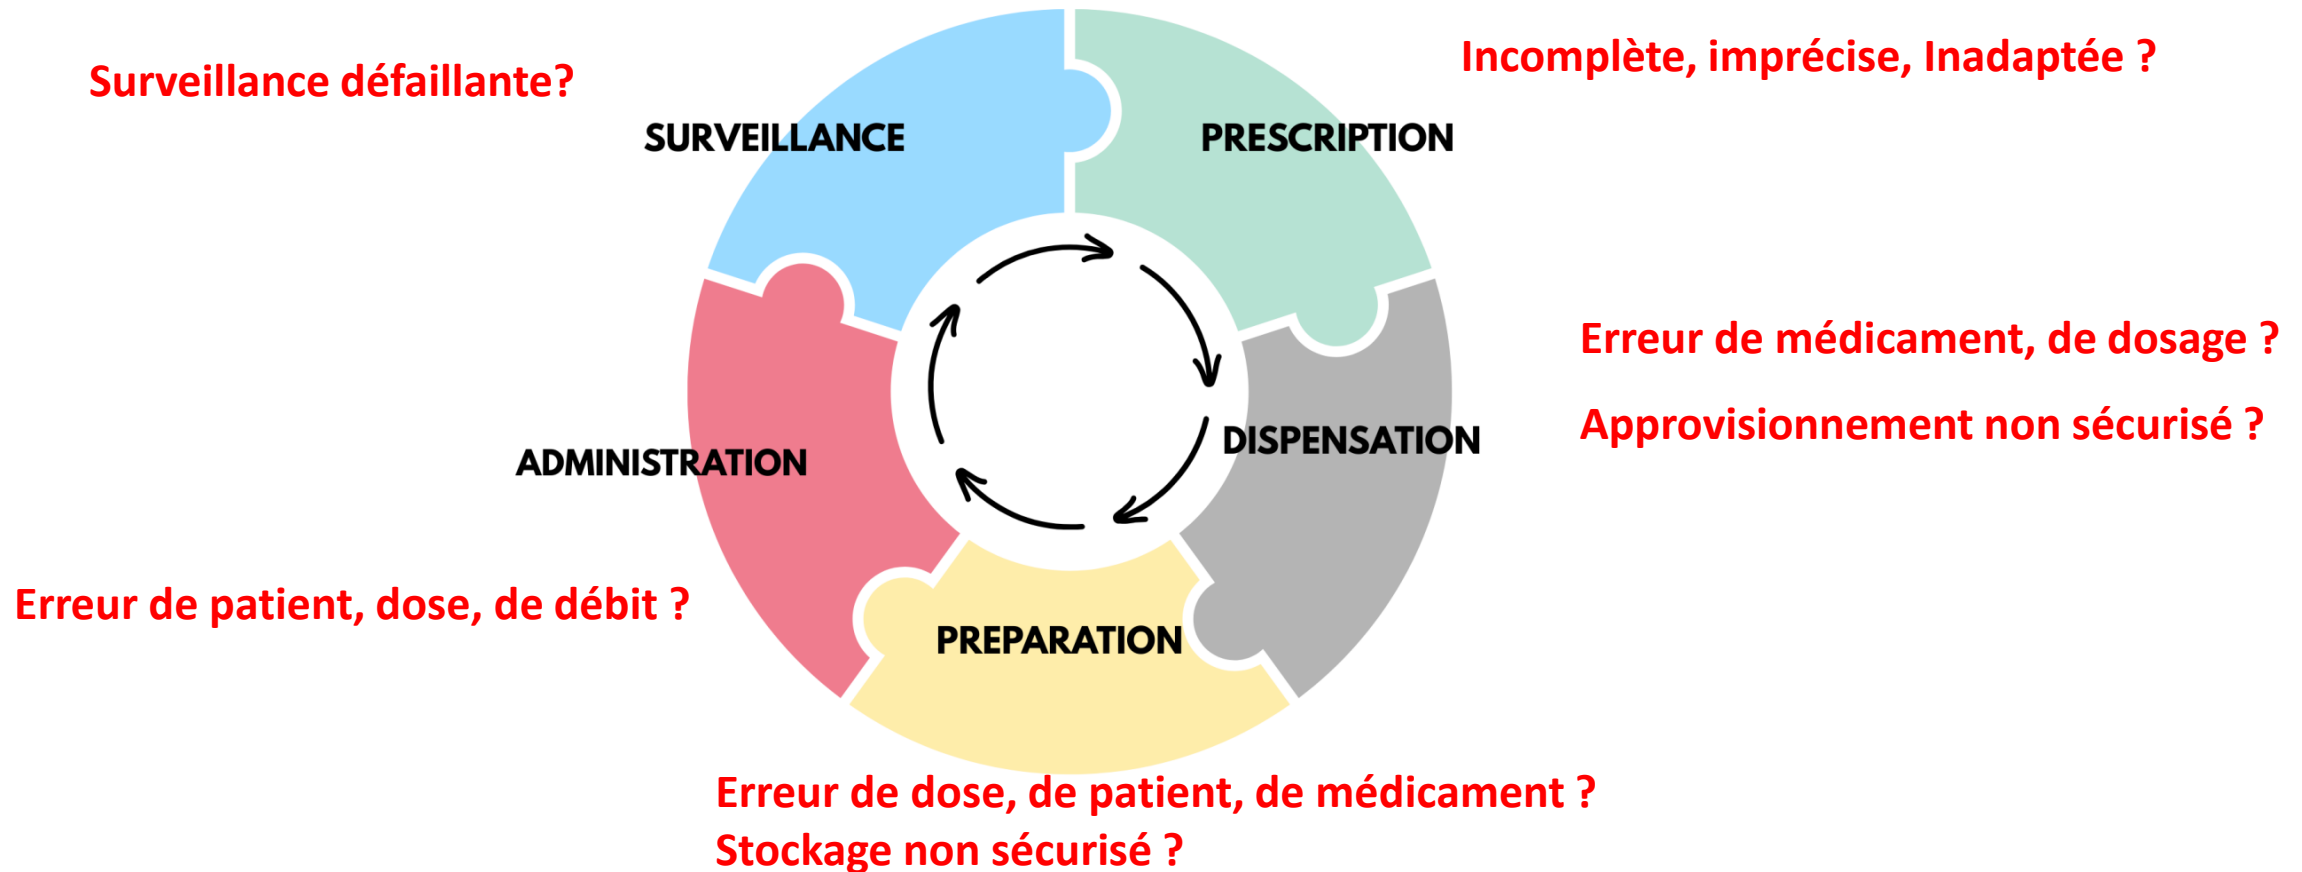 Surveillance défaillante?
Incomplète, imprécise, Inadaptée ?
SURVEILLANCE
PRESCRIPTION
Erreur de médicament, de dosage ?
Approvisionnement non sécurisé ?
DISPENSATION
ADMINISTRATION
Erreur de patient, dose, de débit ?
PREPARATION
Erreur de dose, de patient, de médicament ?
Stockage non sécurisé ?